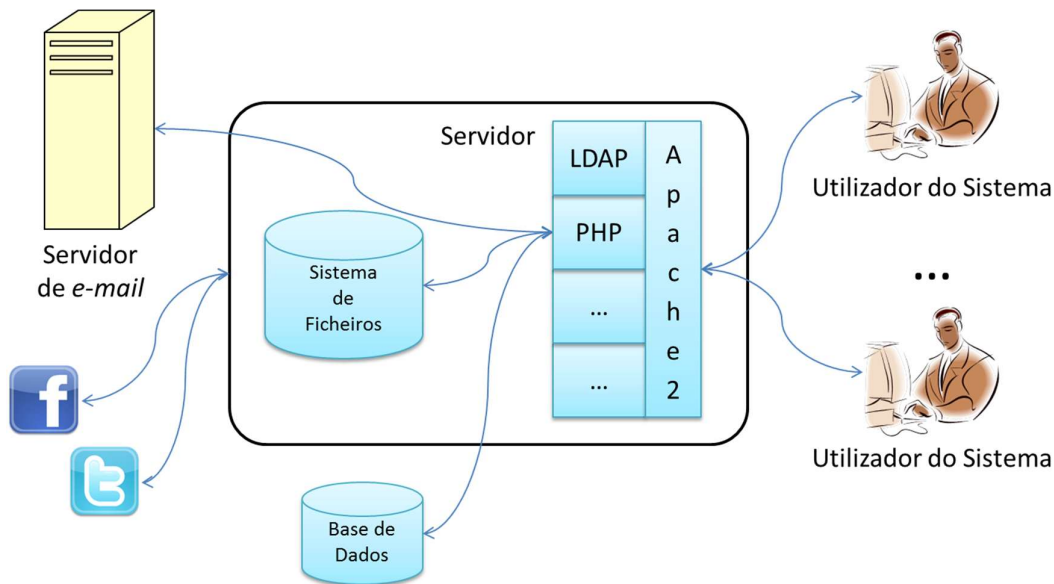 Servidor
de e-mail
Servidor
LDAP
PHP
...
...
A
p
a
c
h
e
2
Sistema
de
Ficheiros
Base de
Dados
Utilizador do Sistema
...
Utilizador do Sistema
f
t